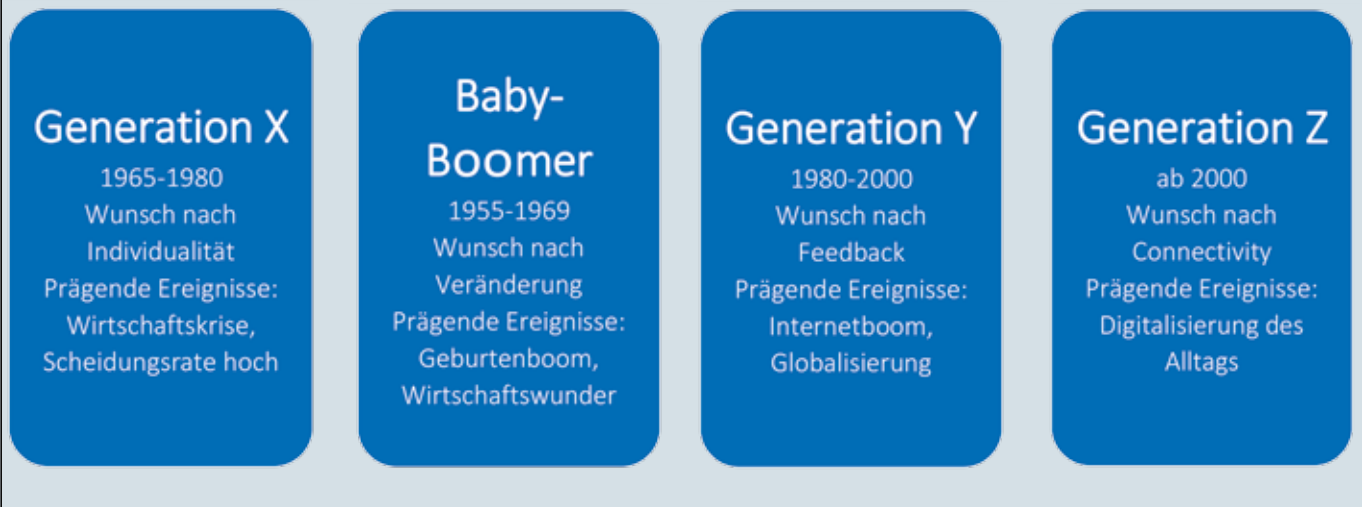 Generation X
1965-1980
Wunsch nach
Individualität
Prägende Ereignisse:
Wirtschaftskrise,
Scheidungsrate hoch
Baby-
Boomer
1955-1969
Wunsch nach
Veränderung
Prägende Ereignisse:
Geburtenboom,
Wirtschaftswunder
Generation Y
1980-2000
Wunsch nach
Feedback
Prägende Ereignisse:
Internetboom,
Globalisierung
Generation Z
ab 2000
Wunsch nach
Connectivity
Prägende Ereignisse:
Digitalisierung des
Alltags